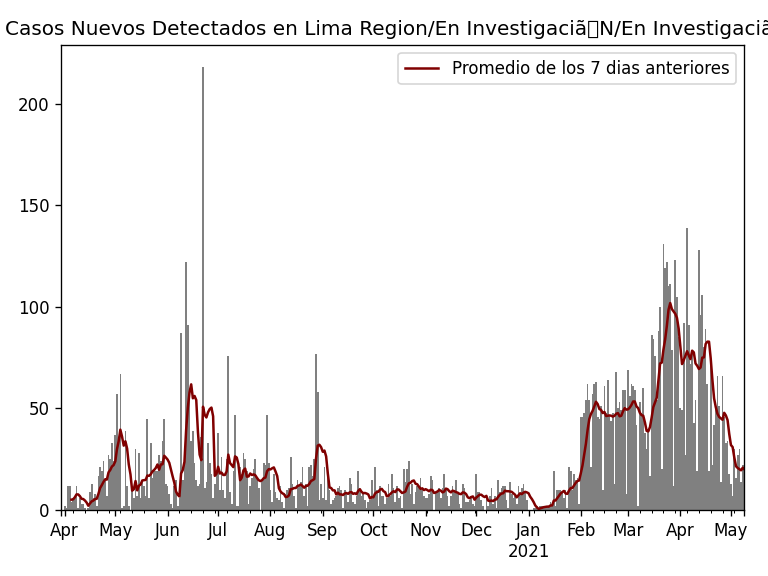 Casos Nuevos Detectados en Lima Region/En Investigaciã▯N/En Investigaciã
Promedio de los 7 dias anteriores
200
150
100
50
0
Apr May Jun Jul Aug Sep Oct Nov Dec Jan Feb Mar Apr May
2021